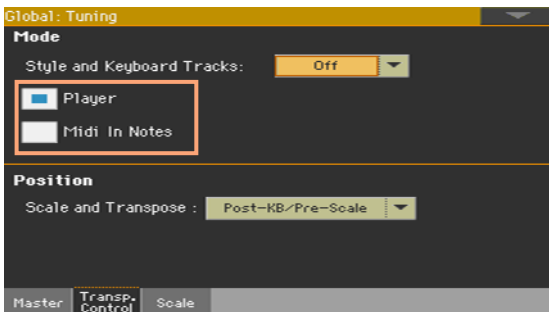 Global: Tuning
Mode
Style and Keyboard Tracks: Off
Player
Midi In Notes
Position
Scale and Transpose : Post-KB/Pre-Scale
Master Transp. Control Scale